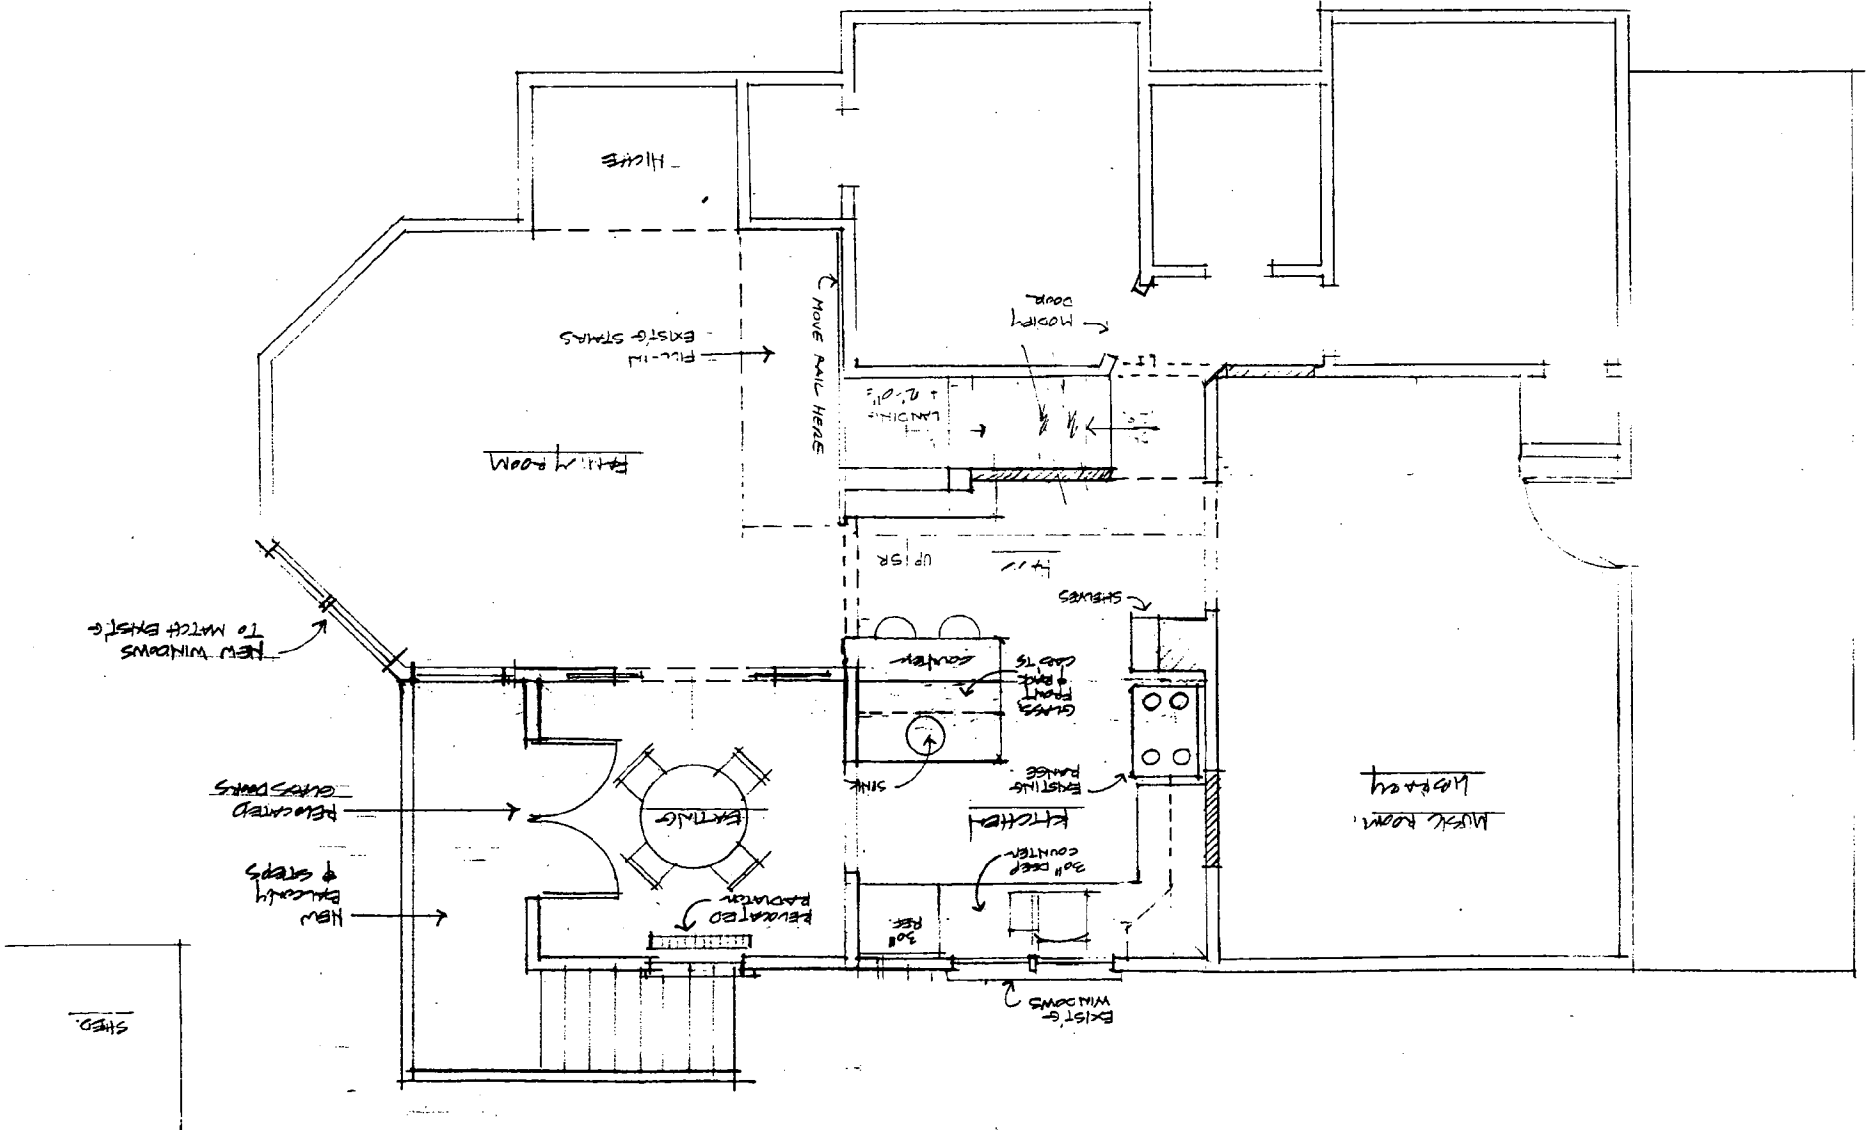 SHED.
EXIST'G
WINDOWS
NEW
BALCONY
& STEPS
RELOCATED
RADIATOR
30"
REF.
30" DEEP
COUNTER
MUSIC ROOM.
LIBRARY
KITCHEN
EATING
RELOCATED
GLASS DOORS
EXISTING
RANGE
SINK
GLASS
FRONT
& BACK
COUNTER
NEW WINDOWS
TO MATCH EXIST'G
SHELVES
UP 5R
FAMILY ROOM
LANDING
MOVE RAIL HERE
FILL-IN
EXIST'G STAIRS
MODIFY
DOOR
NICHE